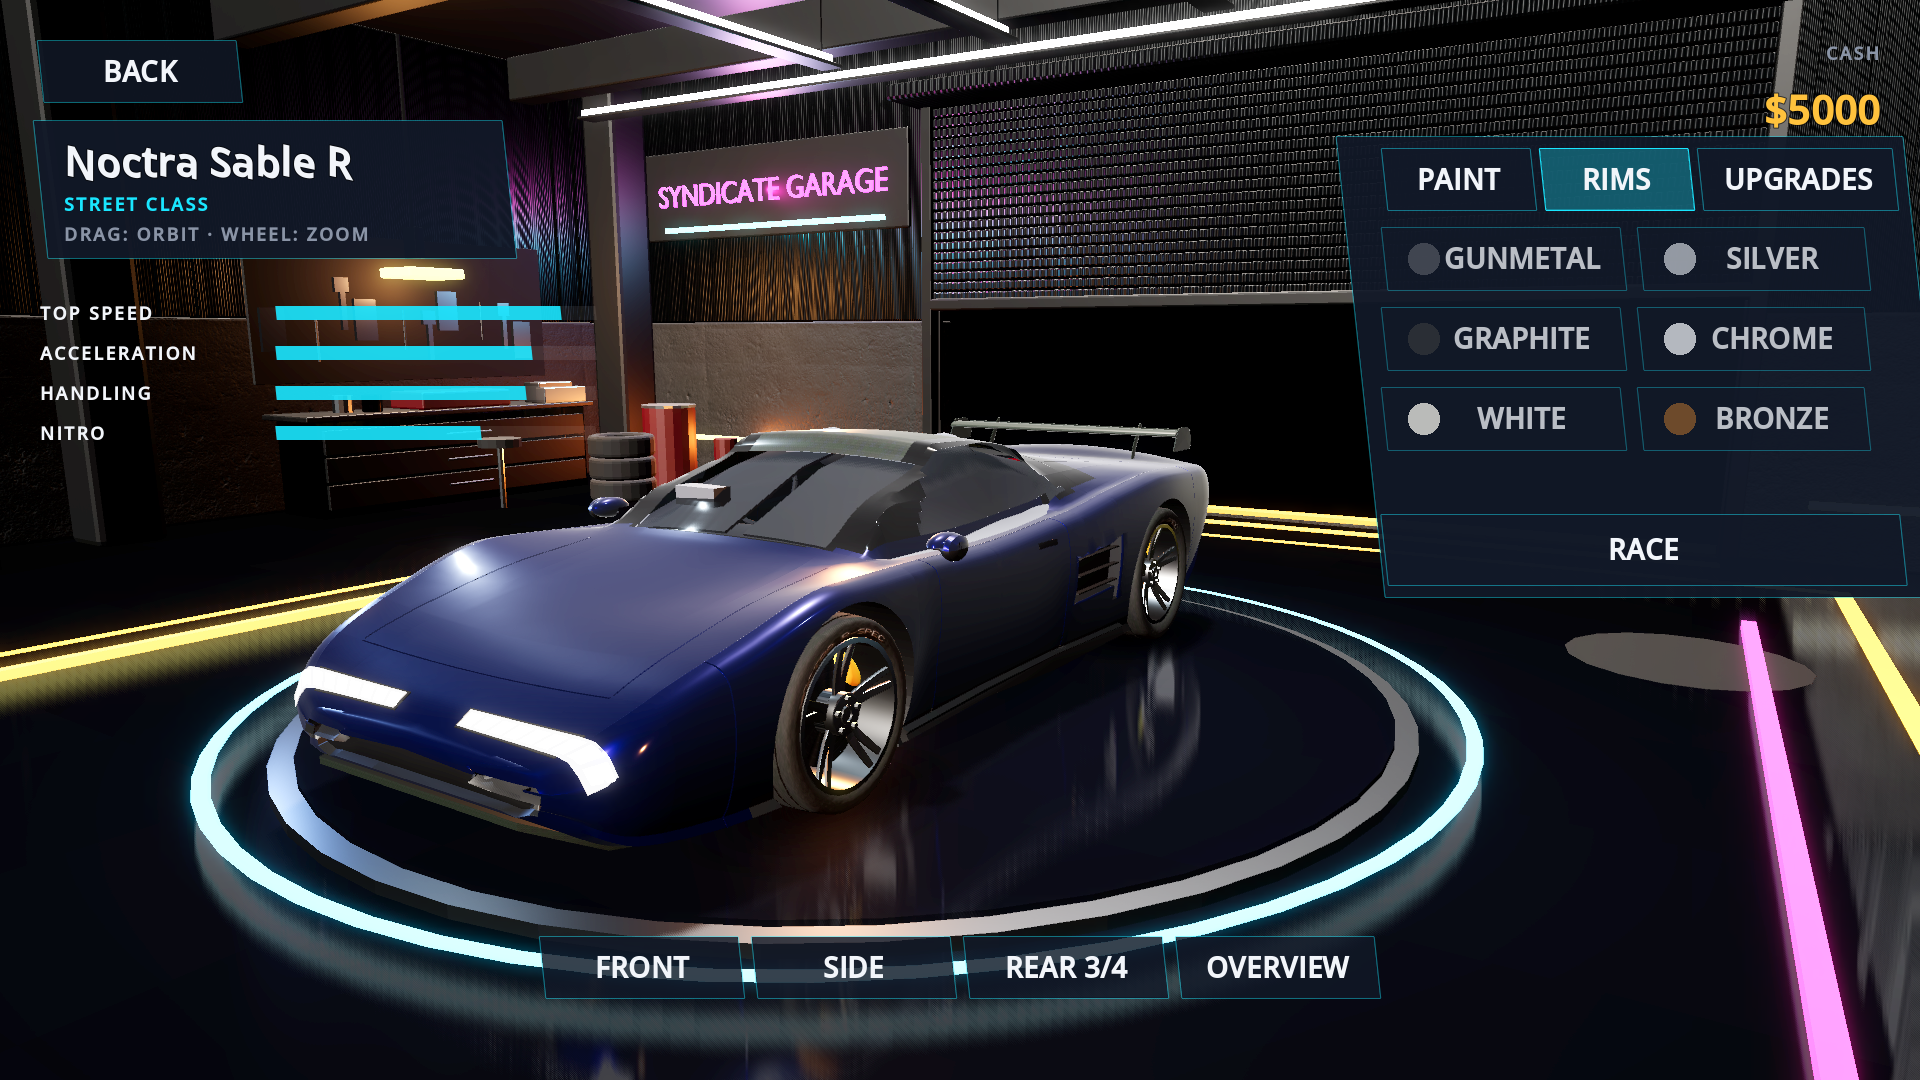 BACK
CASH
$5000
Noctra Sable R
STREET CLASS
DRAG: ORBIT · WHEEL: ZOOM
TOP SPEED
ACCELERATION
HANDLING
NITRO
SYNDICATE GARAGE
PAINT RIMS UPGRADES
GUNMETAL SILVER
GRAPHITE CHROME
WHITE BRONZE
RACE
FRONT SIDE REAR 3/4 OVERVIEW